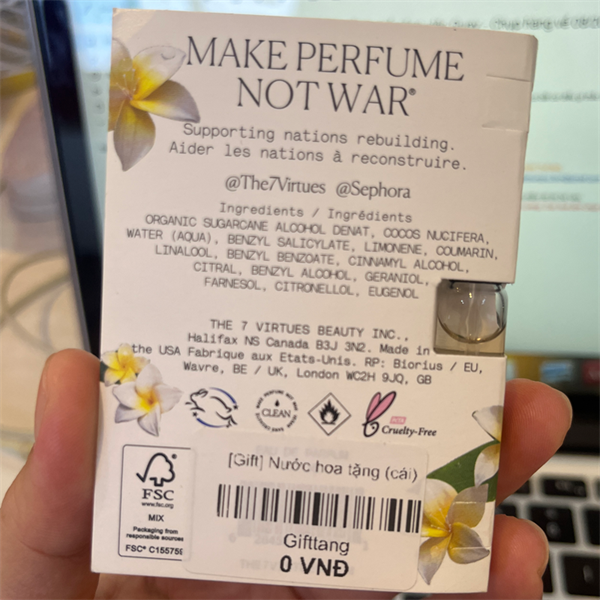 MAKE PERFUME
NOT WAR®
Supporting nations rebuilding.
Aider les nations à reconstruire.
@The7Virtues @Sephora
Ingredients / Ingrédients
ORGANIC SUGARCANE ALCOHOL DENAT, COCOS NUCIFERA,
WATER (AQUA), BENZYL SALICYLATE, LIMONENE, COUMARIN,
LINALOOL, BENZYL BENZOATE, CINNAMYL ALCOHOL,
CITRAL, BENZYL ALCOHOL, GERANIOL,
FARNESOL, CITRONELLOL, EUGENOL
THE 7 VIRTUES BEAUTY INC.,
Halifax NS Canada B3J 3N2. Made in
the USA Fabrique aux Etats-Unis. RP: Biorius / EU,
Wavre, BE / UK, London WC2H 9JQ, GB
CLEAN
Cruelty-Free
FSC
www.fsc.org
MIX
Packaging from
responsible sources
FSC® C155759
[Gift] Nước hoa tặng (cái)
Gifttang
0 VNĐ